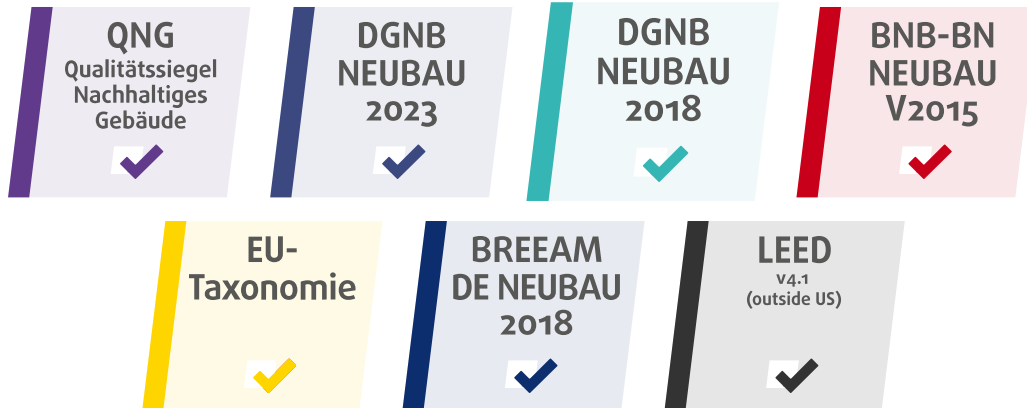 QNG
Qualitätssiegel
Nachhaltiges
Gebäude
DGNB
NEUBAU
2023
DGNB
NEUBAU
2018
BNB-BN
NEUBAU
V2015
EU-
Taxonomie
BREEAM
DE NEUBAU
2018
LEED
v4.1
(outside US)